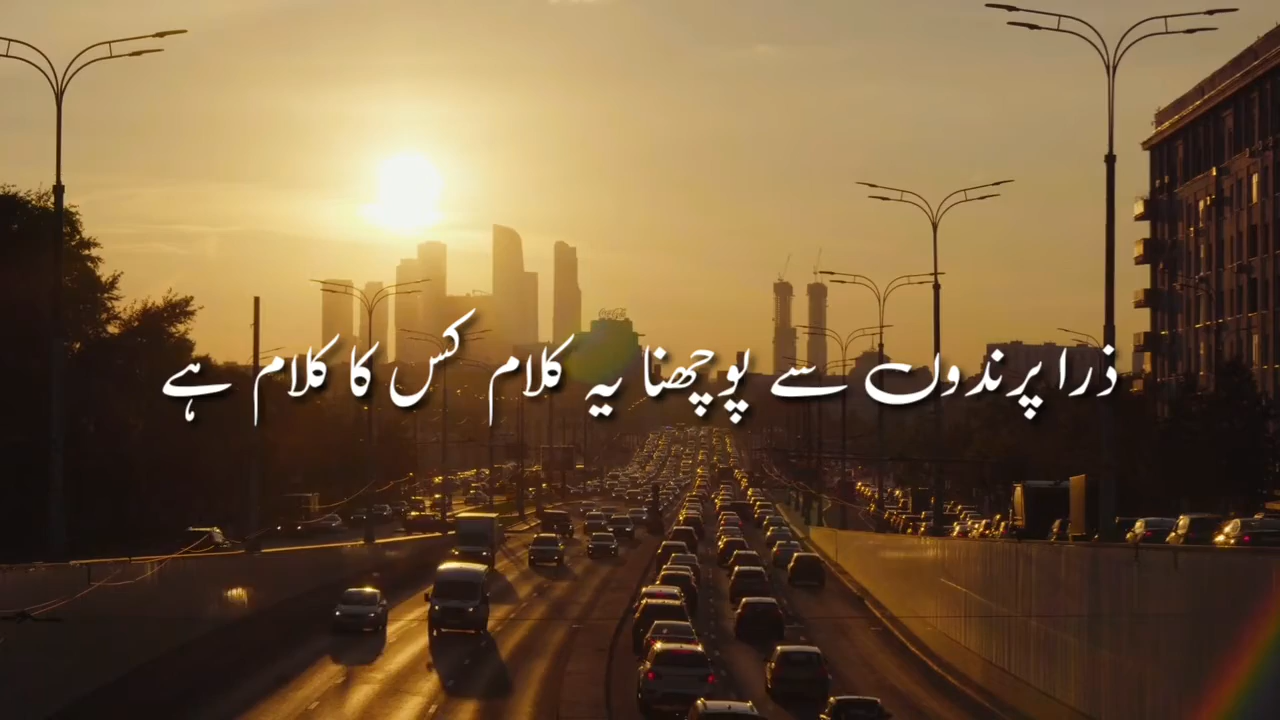 ذرا پرندوں سے پوچھنا یہ کلام کس کا کلام ہے